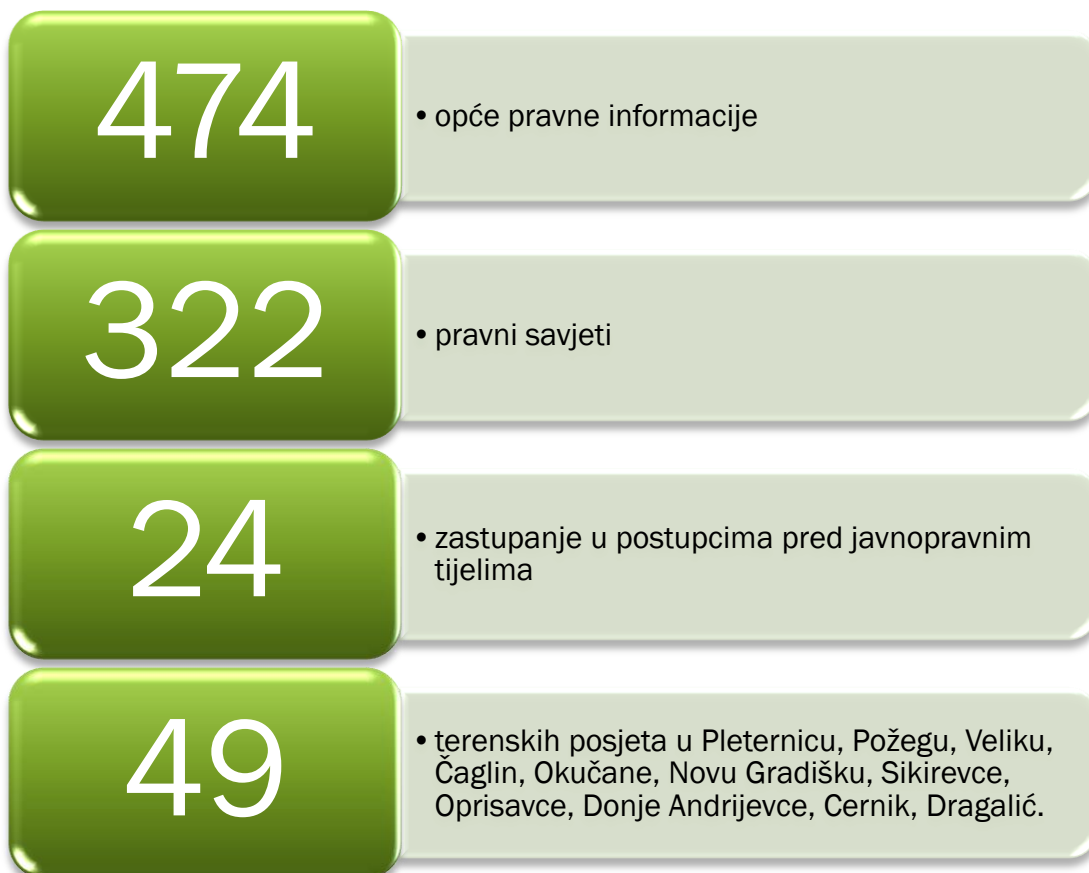 474
• opće pravne informacije
322
• pravni savjeti
24
• zastupanje u postupcima pred javnopravnim
tijelima
49
• terenskih posjeta u Pleternicu, Požegu, Veliku,
Čaglin, Okučane, Novu Gradišku, Sikirevce,
Oprisavce, Donje Andrijevce, Cernik, Dragalić.